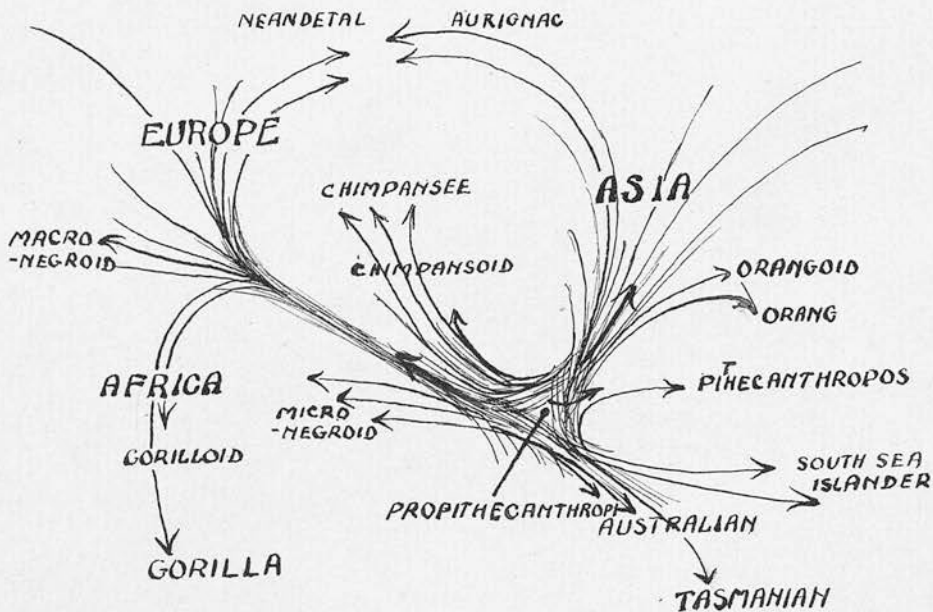 NEANDETAL
AURIGNAC
EUROPE
CHIMPANSEE
ASIA
MACRO
-NEGROID
CHIMPANSOID
ORANGOID
ORANG
AFRICA
PITHECANTHROPOS
MICRO
-NEGROID
GORILLOID
SOUTH SEA
ISLANDER
PROPITHECANTHROPI
AUSTRALIAN
GORILLA
TASMANIAN